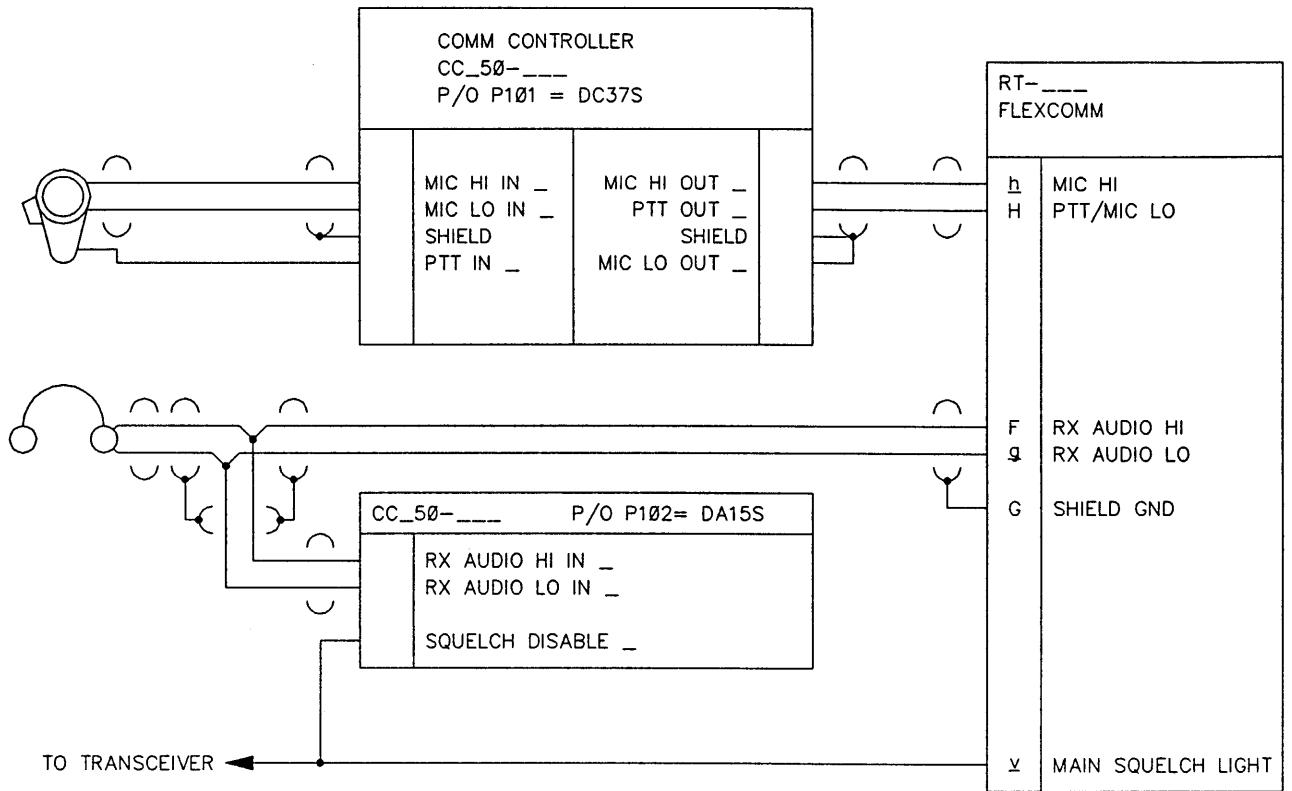 COMM CONTROLLER
CC_5Ø-___
P/O P1Ø1 = DC37S
RT-___
FLEXCOMM
MIC HI IN _
MIC LO IN _
SHIELD
PTT IN _
MIC HI OUT _
PTT OUT _
SHIELD
MIC LO OUT _
h MIC HI
H PTT/MIC LO
F RX AUDIO HI
g RX AUDIO LO
G SHIELD GND
CC_5Ø-___ P/O P1Ø2= DA15S
RX AUDIO HI IN _
RX AUDIO LO IN _
SQUELCH DISABLE _
TO TRANSCEIVER
v MAIN SQUELCH LIGHT